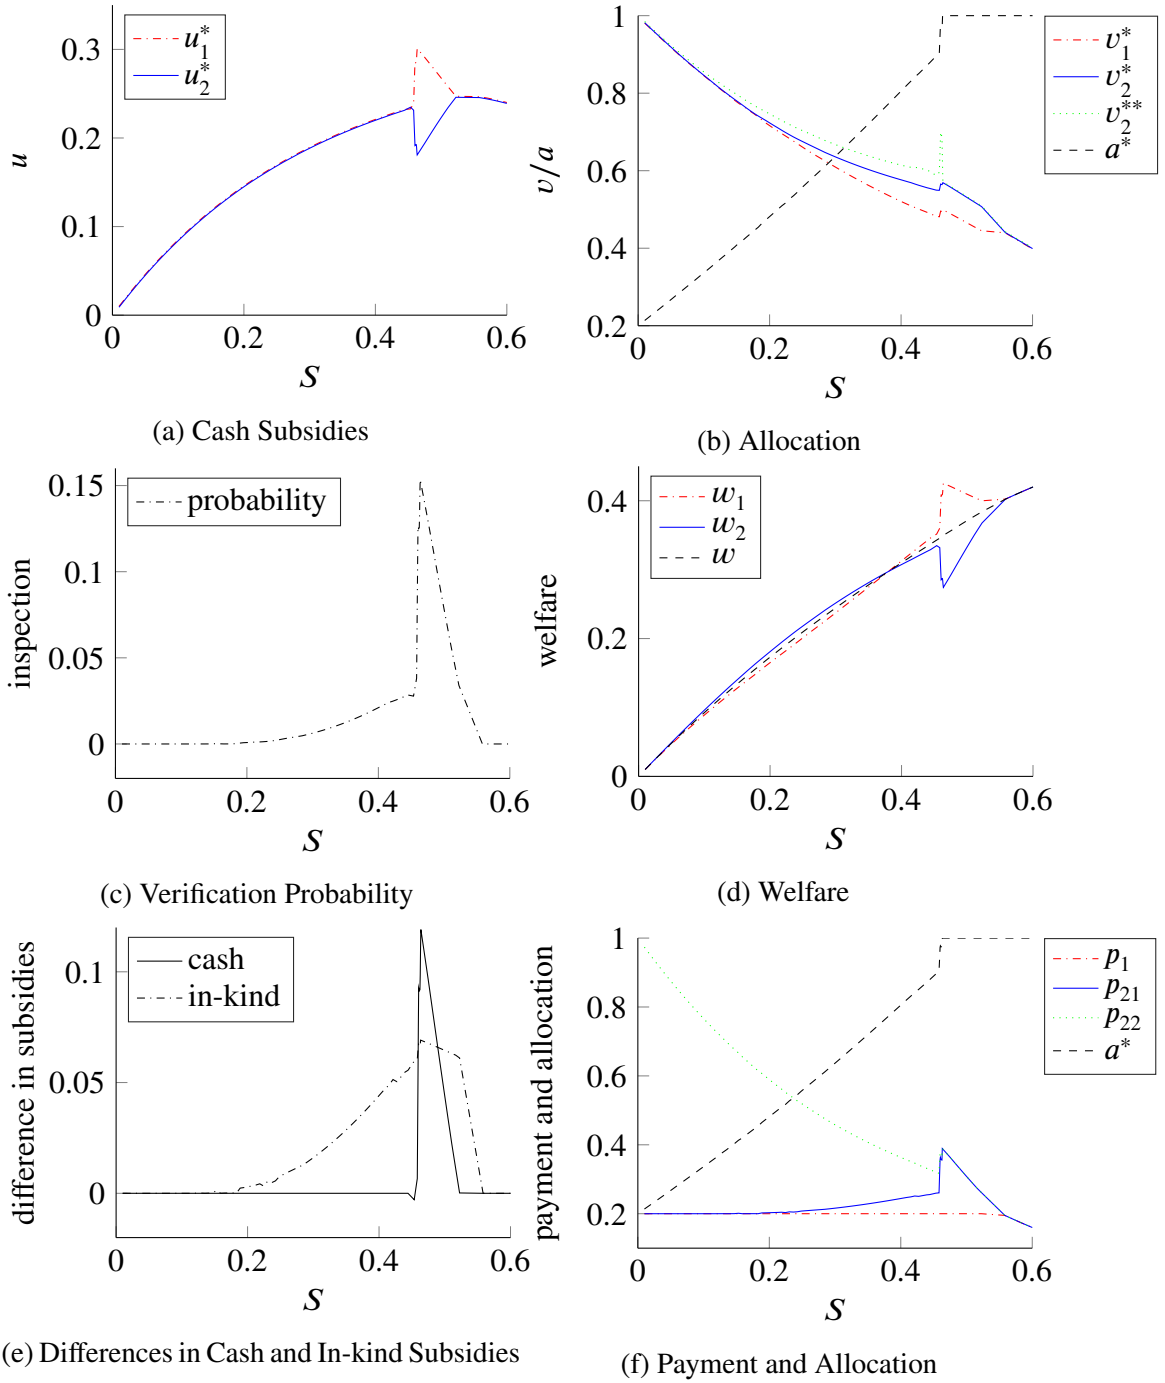 u
0.3
0.2
0.1
0
u₁*
u₂*
0
0.2
0.4
0.6
S
(a) Cash Subsidies
v/a
1
0.8
0.6
0.4
0.2
0
0.2
0.4
0.6
S
v₁*
v₂*
v₂**
a*
(b) Allocation
inspection
0.15
0.1
0.05
0
probability
0
0.2
0.4
0.6
S
(c) Verification Probability
welfare
0.4
0.2
0
w₁
w₂
w
0
0.2
0.4
0.6
S
(d) Welfare
difference in subsidies
0.1
0.05
0
cash
in-kind
0
0.2
0.4
0.6
S
(e) Differences in Cash and In-kind Subsidies
payment and allocation
1
0.8
0.6
0.4
0.2
0
0.2
0.4
0.6
S
p₁
p₂₁
p₂₂
a*
(f) Payment and Allocation